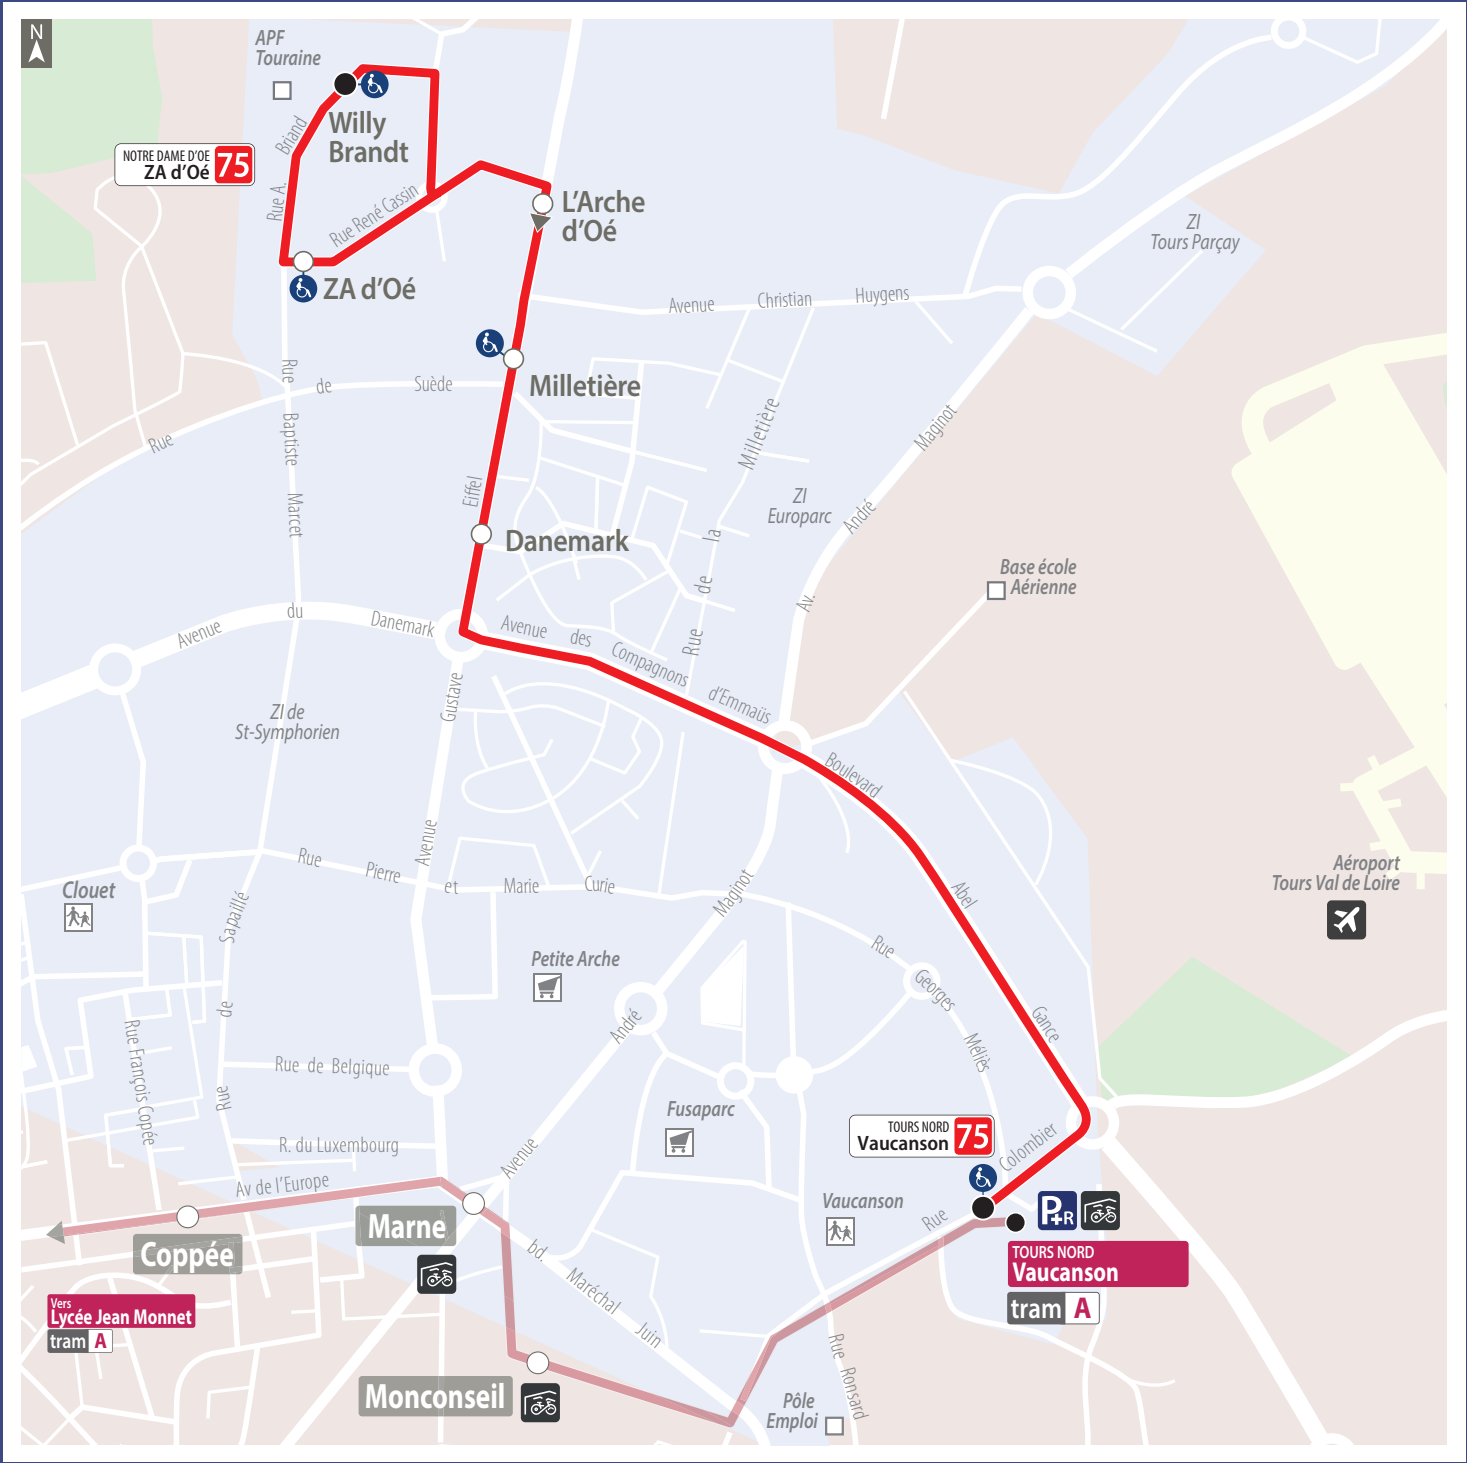 N
APF
Touraine
Willy
Brandt
NOTRE DAME D'OE
ZA d'Oé
75
Rue A. Briand
Rue René Cassin
L'Arche
d'Oé
ZA d'Oé
ZI
Tours Parçay
Avenue Christian Huygens
Milletière
Rue de Suède
Rue Baptiste Marcet
Eiffel
Rue de la Milletière
Av. André Maginot
ZI
Europarc
Danemark
Base école
Aérienne
Avenue du Danemark
Avenue des Compagnons d'Emmaüs
ZI de
St-Symphorien
Avenue Gustave
Boulevard Abel Gance
Rue Pierre et Marie Curie
Clouet
Rue de Sapaillé
Aéroport
Tours Val de Loire
Petite Arche
Avenue André Maginot
Rue Georges Méliès
Rue François Copée
Rue de Belgique
Fusaparc
R. du Luxembourg
TOURS NORD
Vaucanson
75
Rue Colombier
Av de l'Europe
Vaucanson
P+R
Marne
Coppée
TOURS NORD
Vaucanson
tram A
Vers
Lycée Jean Monnet
tram A
bd. Maréchal Juin
Rue Ronsard
Monconseil
Pôle
Emploi